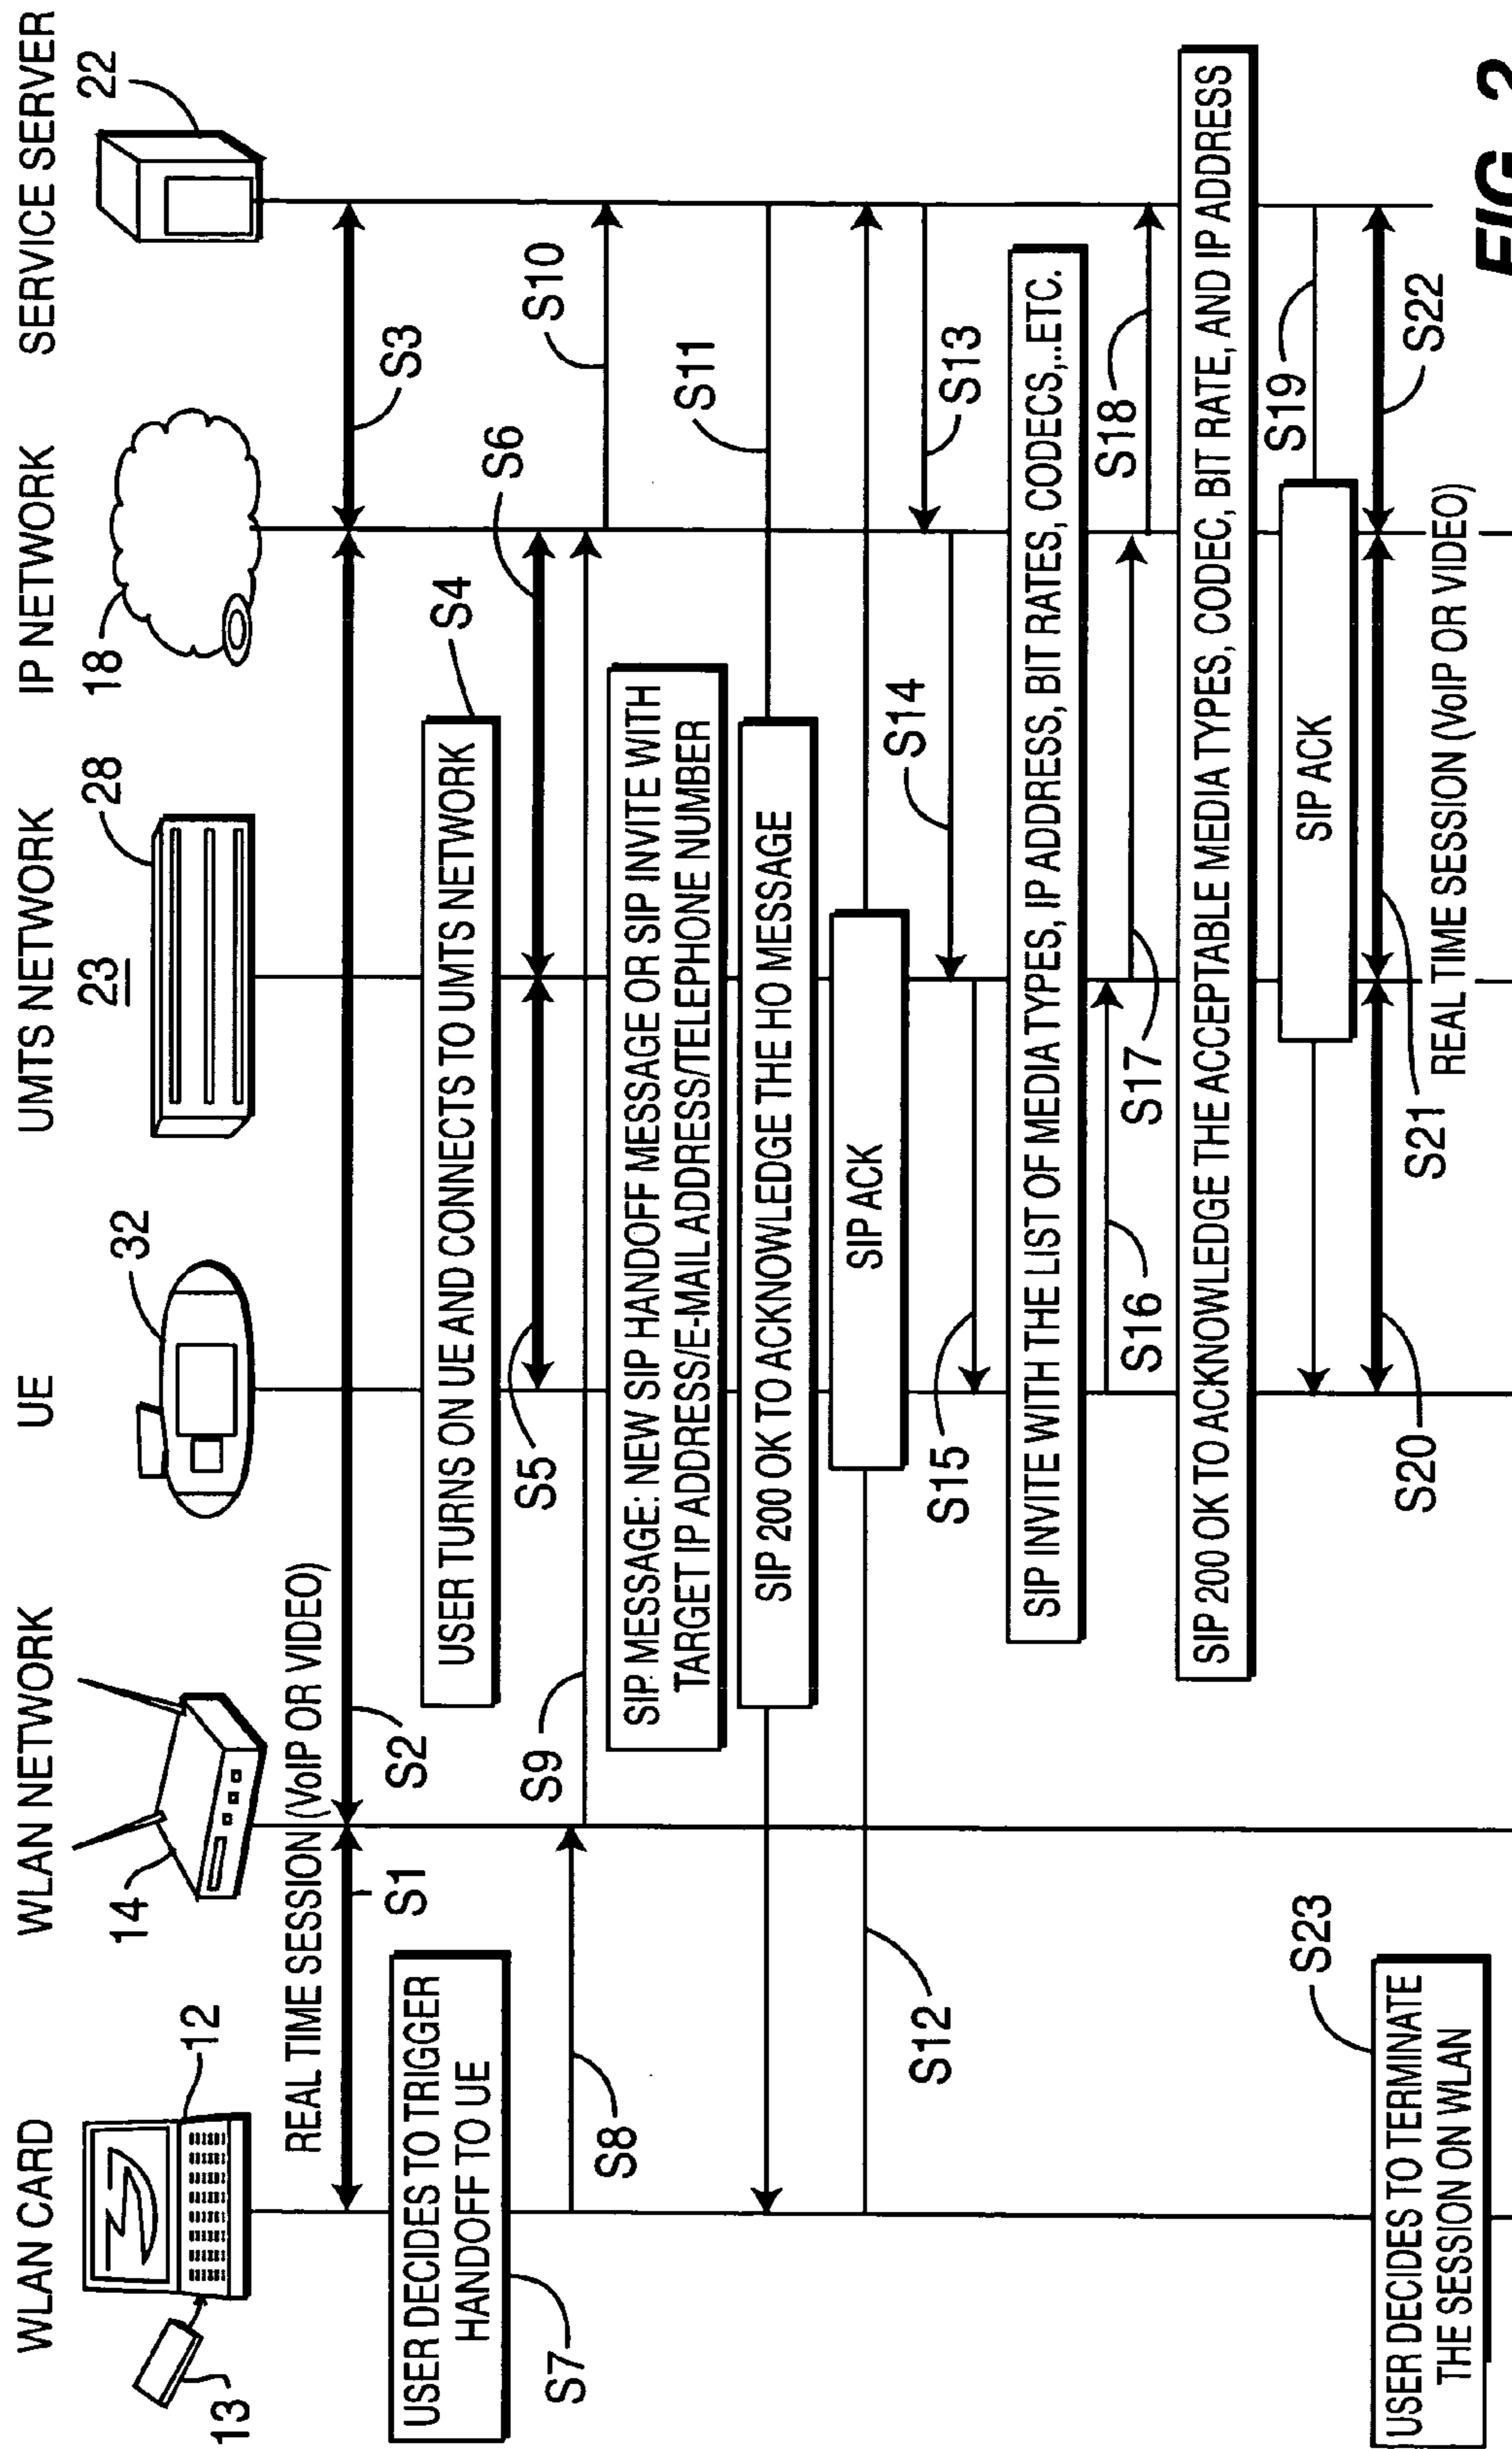 WLAN CARD
WLAN NETWORK
UE
UMTS NETWORK
IP NETWORK
SERVICE SERVER
13
12
14
32
23
28
18
22
REAL TIME SESSION (VoIP OR VIDEO)
S1
S2
S3
USER DECIDES TO TRIGGER
HANDOFF TO UE
S7
USER TURNS ON UE AND CONNECTS TO UMTS NETWORK
S4
S5
S6
S8
S9
S10
SIP MESSAGE: NEW SIP HANDOFF MESSAGE OR SIP INVITE WITH
TARGET IP ADDRESS/E-MAIL ADDRESS/TELEPHONE NUMBER
SIP 200 OK TO ACKNOWLEDGE THE HO MESSAGE
S11
SIP ACK
S12
S13
S14
S15
SIP INVITE WITH THE LIST OF MEDIA TYPES, IP ADDRESS, BIT RATES, CODECS,..ETC.
S16
S17
S18
SIP 200 OK TO ACKNOWLEDGE THE ACCEPTABLE MEDIA TYPES, CODEC, BIT RATE, AND IP ADDRESS
SIP ACK
S19
S20
S21
S22
REAL TIME SESSION (VoIP OR VIDEO)
S23
USER DECIDES TO TERMINATE
THE SESSION ON WLAN
FIG. 2